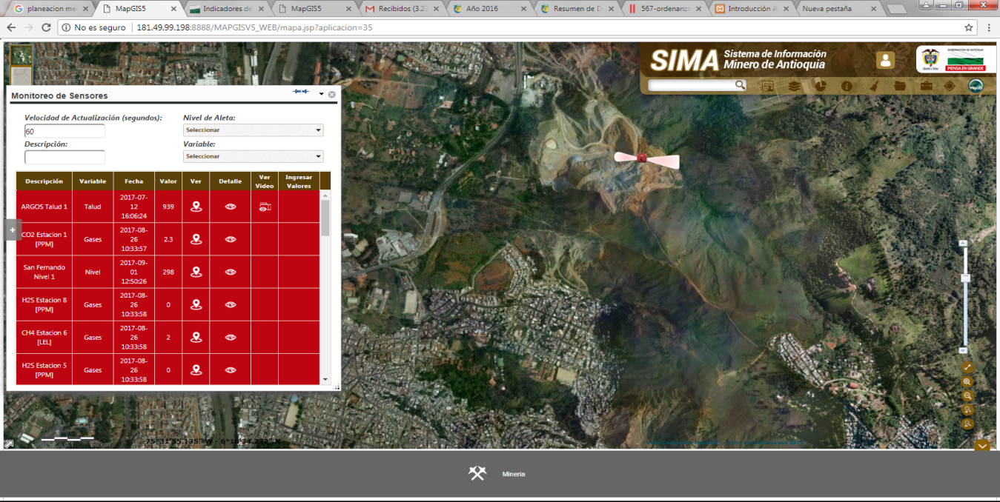 planeacion me
MapGIS5
Indicadores de
MapGIS5
Recibidos (3.23
Año 2016
Resumen de D
567-ordenanz
Introducción A
Nueva pestaña
No es seguro | 181.49.99.198:8888/MAPGISV5_WEB/mapa.jsp?aplicacion=35
SIMA Sistema de Información
Minero de Antioquia
GOBERNACIÓN DE ANTIOQUIA
PIENSA EN GRANDE
MapGIS
Monitoreo de Sensores
Velocidad de Actualización (segundos): Nivel de Aleta:
60 Seleccionar
Descripción: Variable:
Seleccionar
Descripción Variable Fecha Valor Ver Detalle Ver Video Ingresar Valores
ARGOS Talud 1 Talud 2017-07-12 16:06:24 939
CO2 Estacion 1 [PPM] Gases 2017-08-26 10:33:57 2.3
San Fernando Nivel 1 Nivel 2017-09-01 12:50:26 298
H2S Estacion 8 [PPM] Gases 2017-08-26 10:33:58 0
CH4 Estacion 6 [LEL] Gases 2017-08-26 10:33:58 2
H2S Estacion 5 [PPM] Gases 2017-08-26 10:33:58 0
Mineria